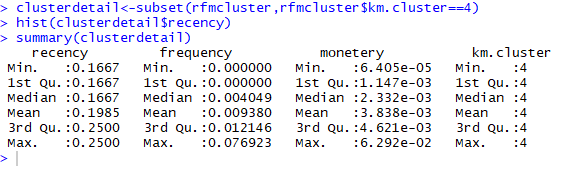 > clusterdetail<-subset(rfmcluster,rfmcluster$km.cluster==4)
> hist(clusterdetail$recency)
> summary(clusterdetail)
recency frequency monetery km.cluster
Min. :0.1667 Min. :0.000000 Min. :6.405e-05 Min. :4
1st Qu.:0.1667 1st Qu.:0.000000 1st Qu.:1.147e-03 1st Qu.:4
Median :0.1667 Median :0.004049 Median :2.332e-03 Median :4
Mean :0.1985 Mean :0.009380 Mean :3.838e-03 Mean :4
3rd Qu.:0.2500 3rd Qu.:0.012146 3rd Qu.:4.621e-03 3rd Qu.:4
Max. :0.2500 Max. :0.076923 Max. :6.292e-02 Max. :4
>